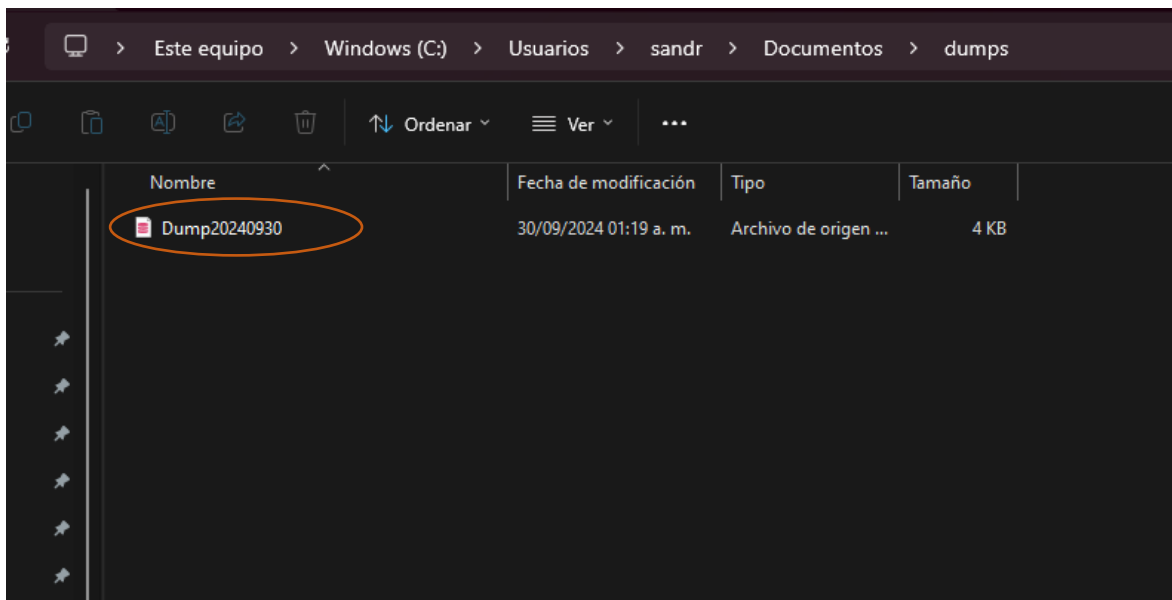 Este equipo > Windows (C:) > Usuarios > sandr > Documentos > dumps
Ordenar Ver ...
Nombre Fecha de modificación Tipo Tamaño
Dump20240930 30/09/2024 01:19 a. m. Archivo de origen ... 4 KB